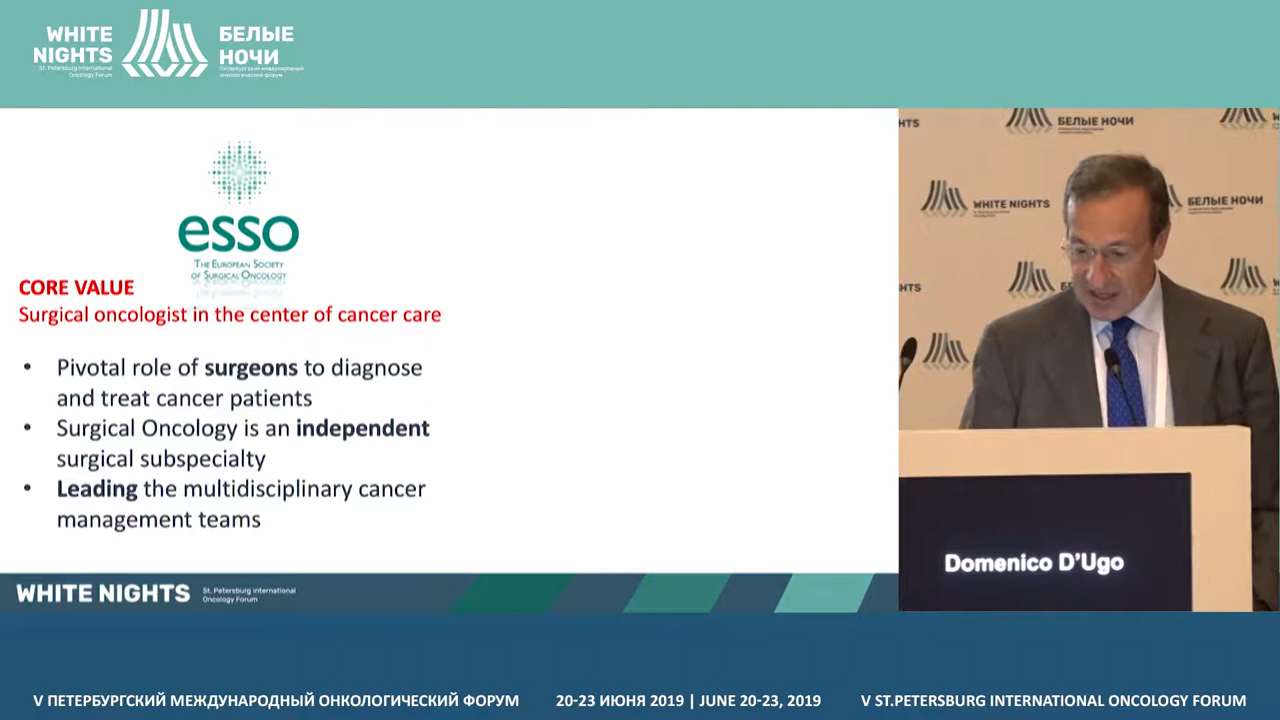 WHITE
NIGHTS
St. Petersburg International
Oncology Forum
БЕЛЫЕ
НОЧИ
Петербургский международный
онкологический форум
esso
THE EUROPEAN SOCIETY
OF SURGICAL ONCOLOGY
CORE VALUE
Surgical oncologist in the center of cancer care
• Pivotal role of surgeons to diagnose
and treat cancer patients
• Surgical Oncology is an independent
surgical subspecialty
• Leading the multidisciplinary cancer
management teams
WHITE NIGHTS
St. Petersburg International
Oncology Forum
HTS
БЕЛЫЕ НОЧИ
WHITE NIGHTS
БЕЛЫЕ НОЧИ
HTS
Domenico D'Ugo
V ПЕТЕРБУРГСКИЙ МЕЖДУНАРОДНЫЙ ОНКОЛОГИЧЕСКИЙ ФОРУМ
20-23 ИЮНЯ 2019 | JUNE 20-23, 2019
V ST.PETERSBURG INTERNATIONAL ONCOLOGY FORUM